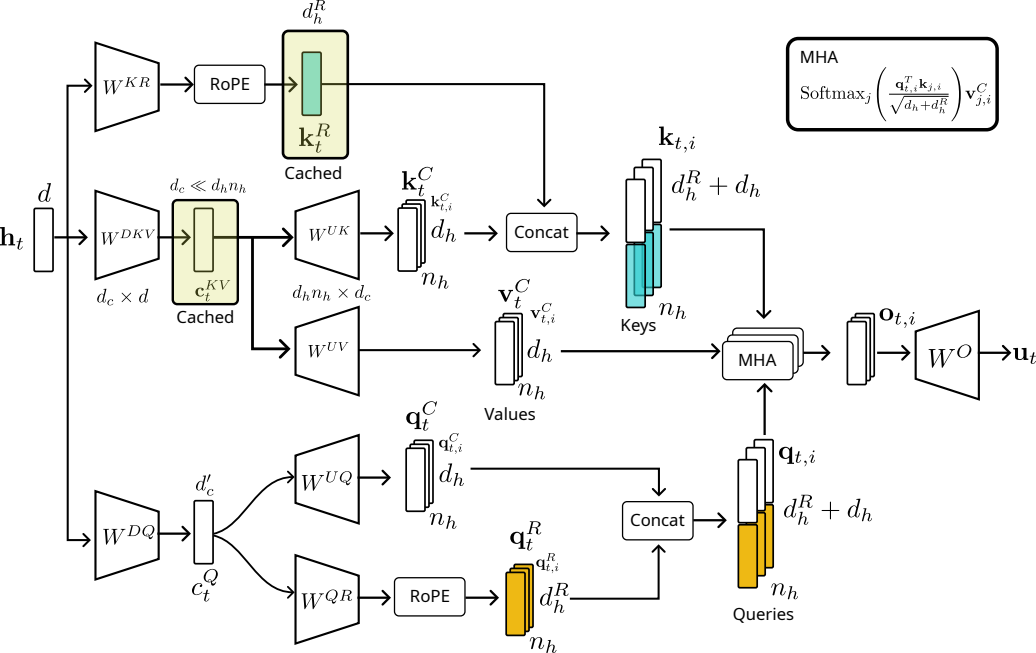 d_h^R
W^{KR}
RoPE
k_t^R
Cached
MHA
Softmax_j ( q_{t,i}^T k_{j,i} / √(d_h + d_h^R) ) v_{j,i}^C
h_t
d
W^{DKV}
d_c × d
d_c ≪ d_h n_h
c_t^{KV}
Cached
W^{UK}
d_h n_h × d_c
k_t^C
k_{t,i}^C
d_h
n_h
Concat
k_{t,i}
d_h^R + d_h
n_h
Keys
W^{UV}
v_t^C
v_{t,i}^C
d_h
n_h
Values
MHA
o_{t,i}
W^O
u_t
W^{DQ}
d'_c
c_t^Q
W^{UQ}
q_t^C
q_{t,i}^C
d_h
n_h
W^{QR}
RoPE
q_t^R
q_{t,i}^R
d_h^R
n_h
Concat
q_{t,i}
d_h^R + d_h
n_h
Queries